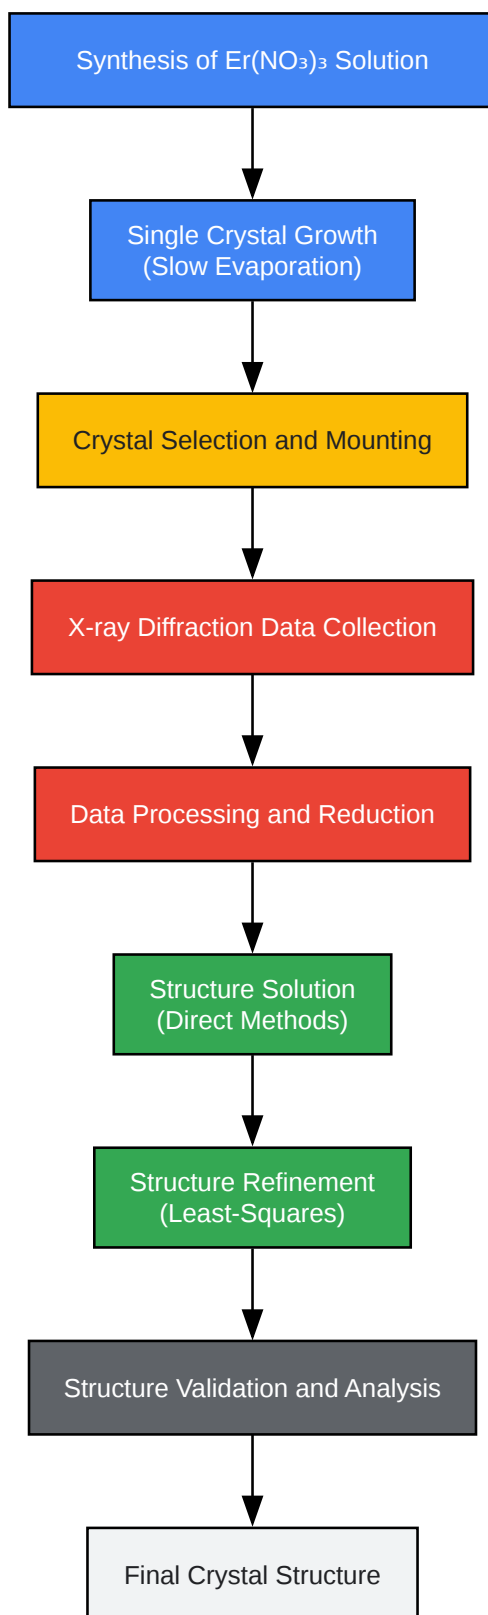 Synthesis of Er(NO₃)₃ Solution
Single Crystal Growth
(Slow Evaporation)
Crystal Selection and Mounting
X-ray Diffraction Data Collection
Data Processing and Reduction
Structure Solution
(Direct Methods)
Structure Refinement
(Least-Squares)
Structure Validation and Analysis
Final Crystal Structure